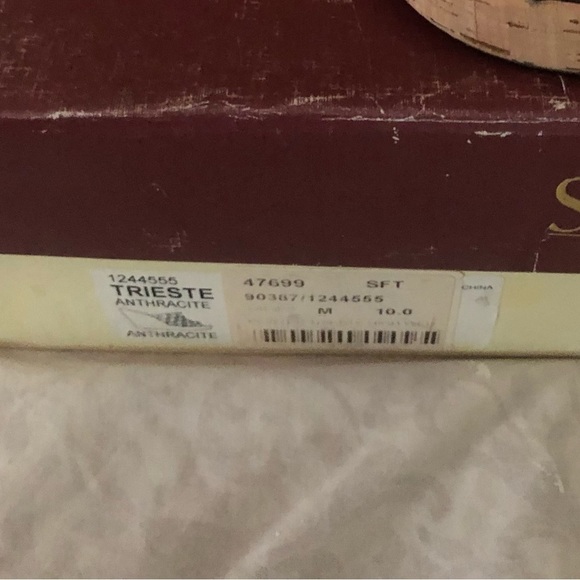 S
1244555
TRIESTE
ANTHRACITE
ANTHRACITE
47699 SFT
90387/1244555
M 10.0
CHINA